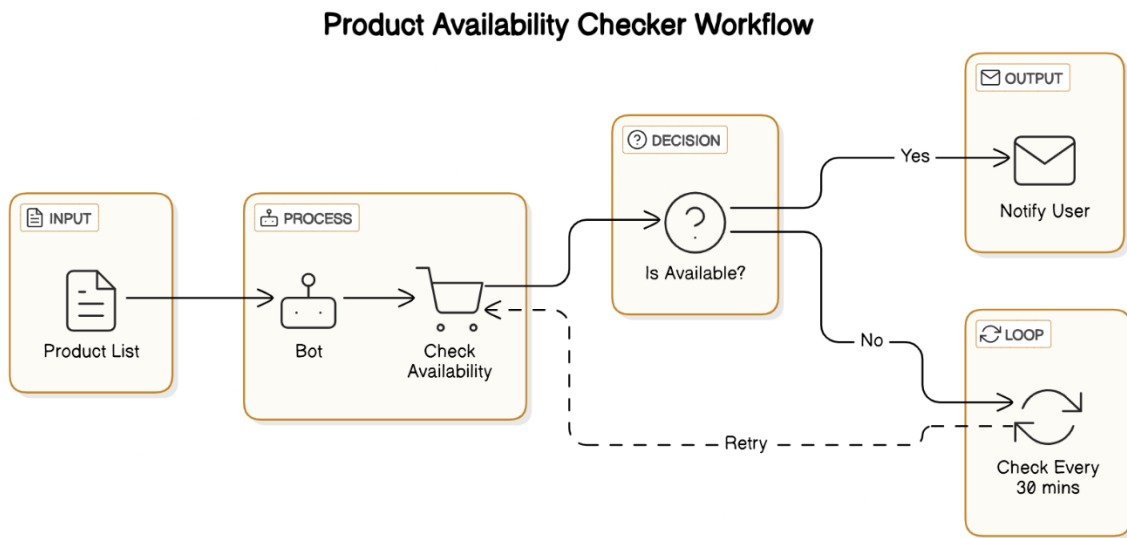 Product Availability Checker Workflow
INPUT
Product List
PROCESS
Bot
Check
Availability
DECISION
Is Available?
Yes
No
OUTPUT
Notify User
LOOP
Check Every
30 mins
Retry